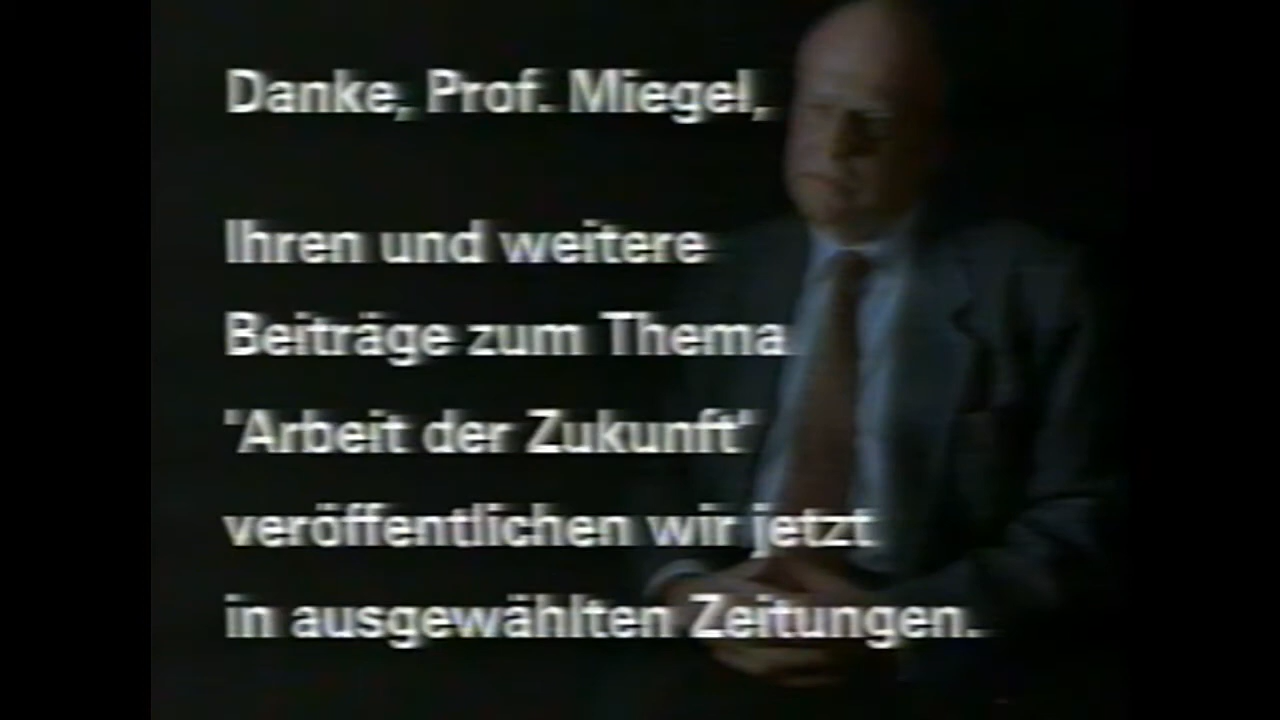 Danke, Prof. Miegel,
Ihren und weitere
Beiträge zum Thema
"Arbeit der Zukunft"
veröffentlichen wir jetzt
in ausgewählten Zeitungen.